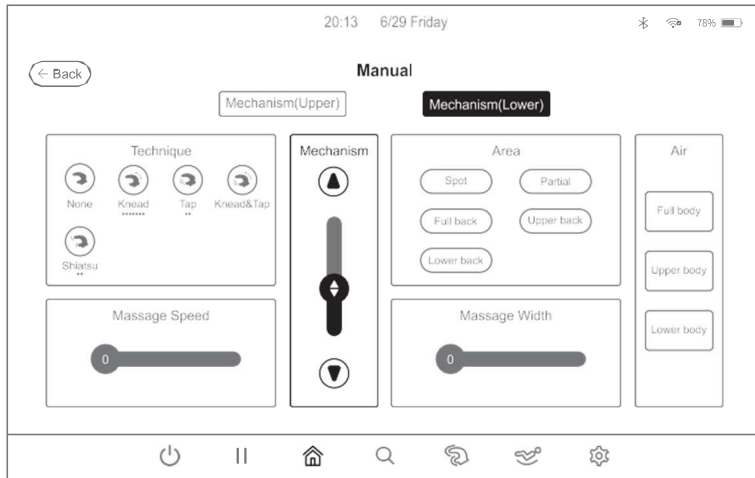 20:13 6/29 Friday 78%
← Back
Manual
Mechanism(Upper) Mechanism(Lower)
Technique
None Knead Tap Knead&Tap
Shiatsu
Mechanism
Area
Spot Partial
Full back Upper back
Lower back
Air
Full body
Upper body
Lower body
Massage Speed
0
Massage Width
0